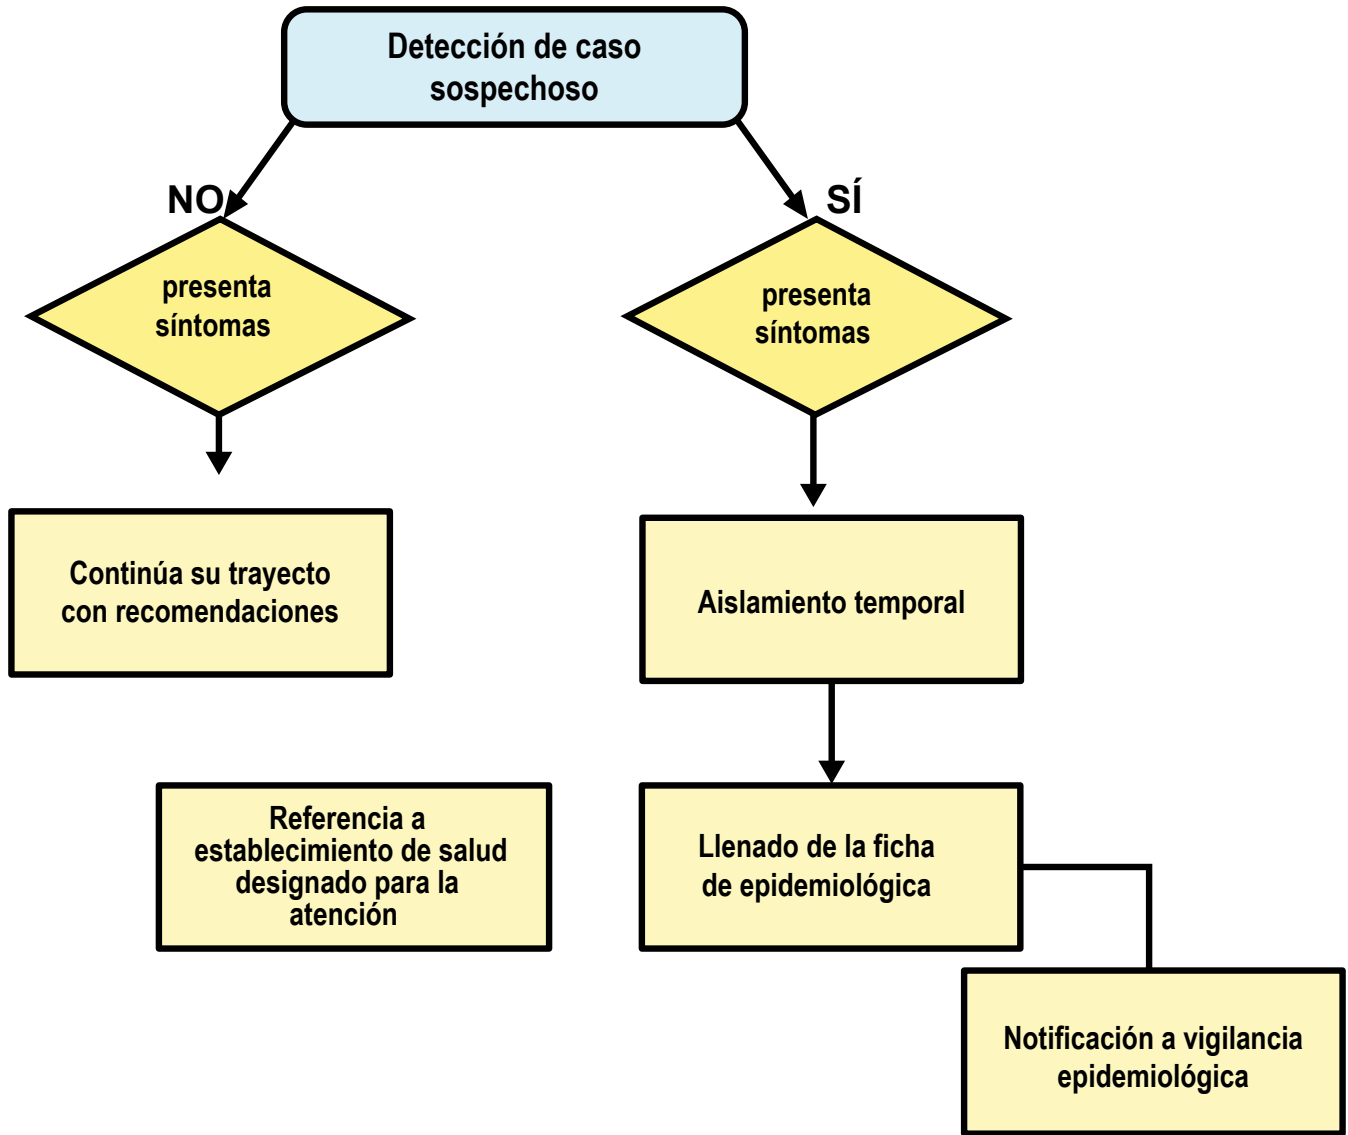 Detección de caso
sospechoso
NO
SÍ
presenta
síntomas
presenta
síntomas
Continúa su trayecto
con recomendaciones
Aislamiento temporal
Referencia a
establecimiento de salud
designado para la
atención
Llenado de la ficha
de epidemiológica
Notificación a vigilancia
epidemiológica